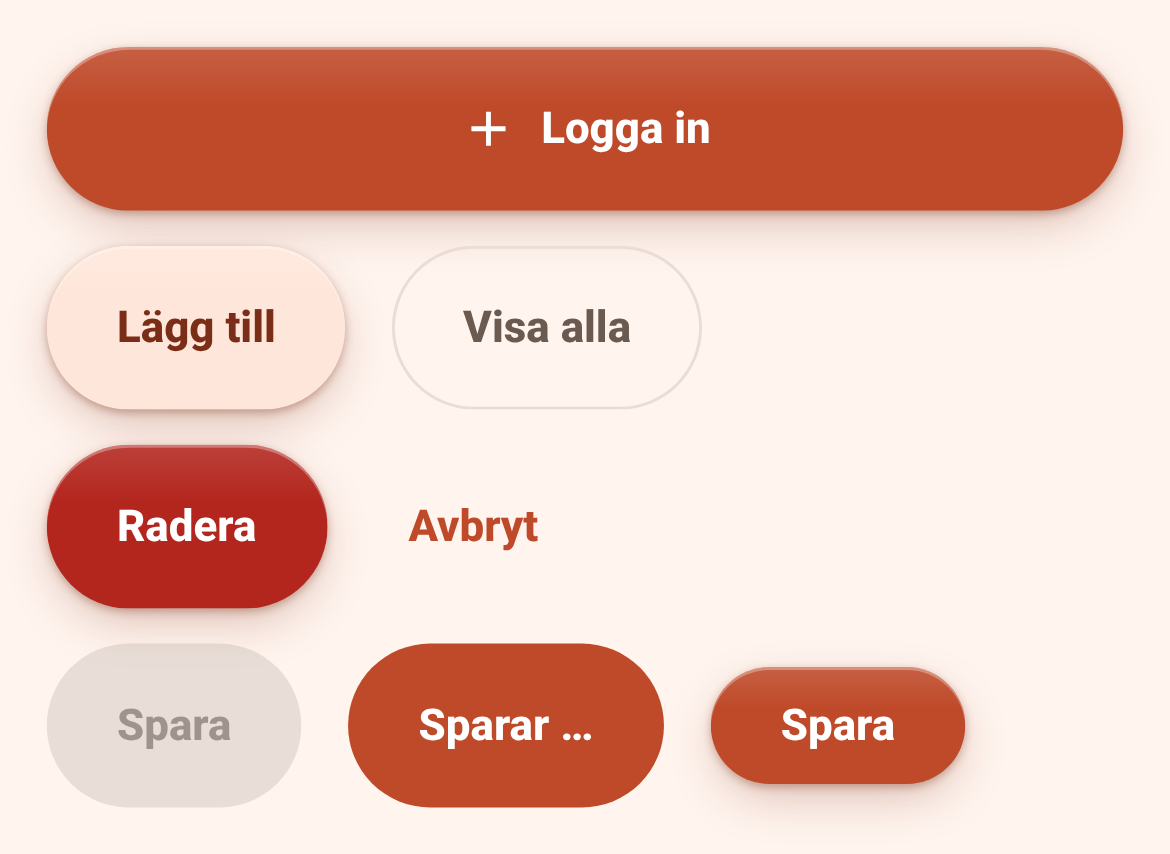 Logga in
Lägg till
Visa alla
Radera
Avbryt
Spara
Sparar ...
Spara